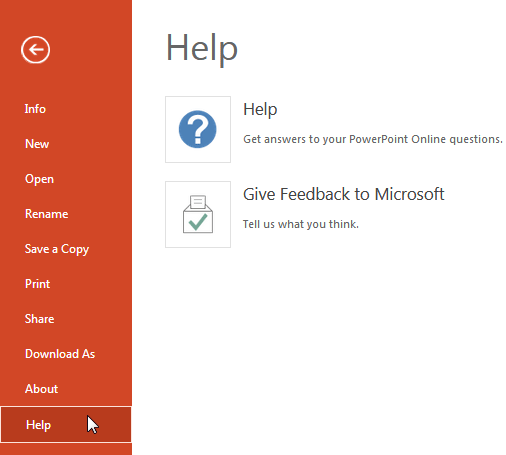 Info
New
Open
Rename
Save a Copy
Print
Share
Download As
About
Help
Help
Help
Get answers to your PowerPoint Online questions.
Give Feedback to Microsoft
Tell us what you think.